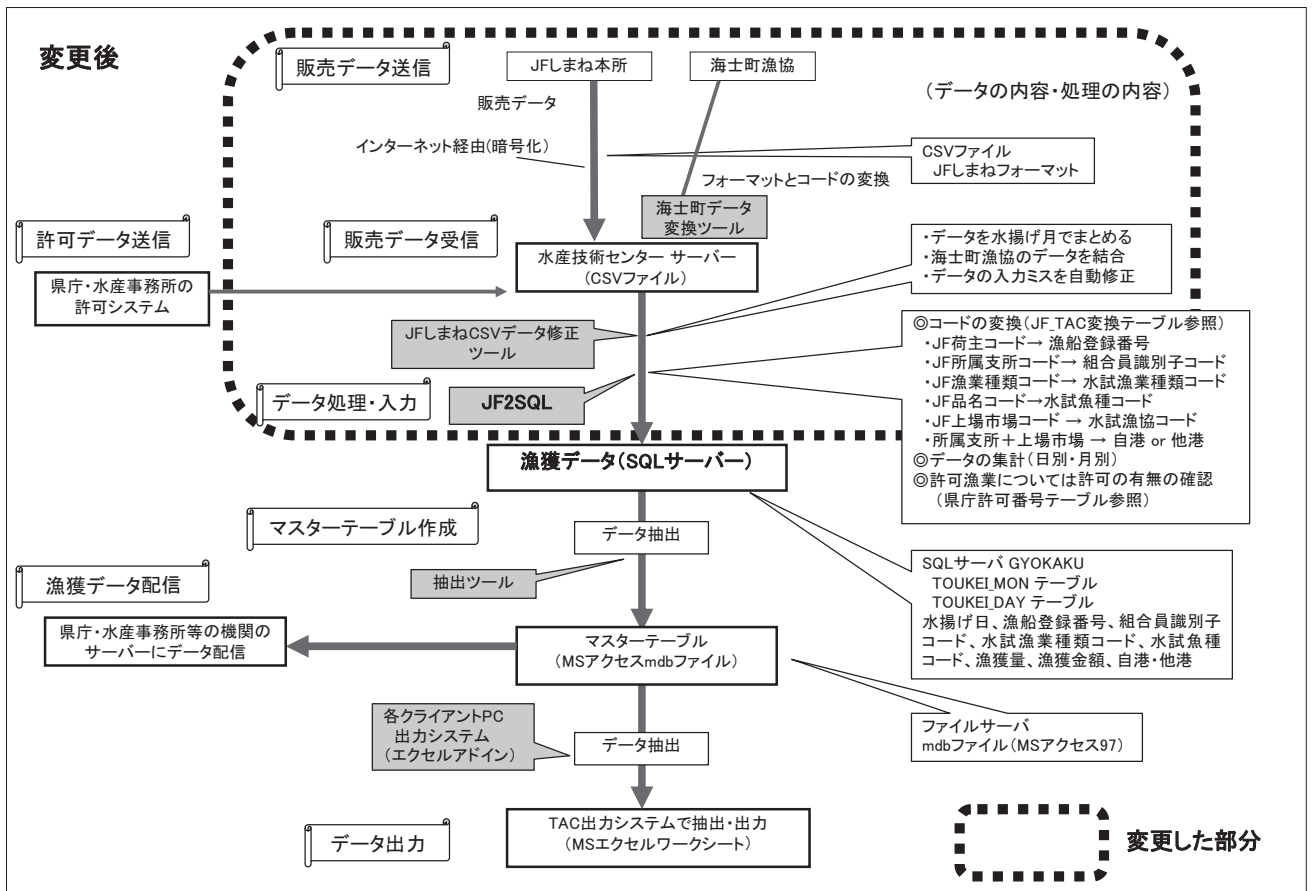 変更後
販売データ送信
JFしまね本所
海士町漁協
(データの内容・処理の内容)
販売データ
インターネット経由(暗号化)
CSVファイル
JFしまねフォーマット
フォーマットとコードの変換
海士町データ
変換ツール
許可データ送信
販売データ受信
県庁・水産事務所の
許可システム
水産技術センター サーバー
(CSVファイル)
・データを水揚げ月でまとめる
・海士町漁協のデータを結合
・データの入力ミスを自動修正
JFしまねCSVデータ修正
ツール
データ処理・入力
JF2SQL
◎コードの変換(JF_TAC変換テーブル参照)
・JF荷主コード→ 漁船登録番号
・JF所属支所コード→ 組合員識別子コード
・JF漁業種類コード→ 水試漁業種類コード
・JF品名コード→水試魚種コード
・JF上場市場コード → 水試漁協コード
・所属支所＋上場市場 → 自港 or 他港
◎データの集計(日別・月別)
◎許可漁業については許可の有無の確認
(県庁許可番号テーブル参照)
漁獲データ(SQLサーバー)
マスターテーブル作成
データ抽出
抽出ツール
SQLサーバ GYOKAKU
TOUKEI_MON テーブル
TOUKEI_DAY テーブル
水揚げ日、漁船登録番号、組合員識別子
コード、水試漁業種類コード、水試魚種
コード、漁獲量、漁獲金額、自港・他港
漁獲データ配信
県庁・水産事務所等の機関の
サーバーにデータ配信
マスターテーブル
(MSアクセスmdbファイル)
各クライアントPC
出力システム
(エクセルアドイン)
データ抽出
ファイルサーバ
mdbファイル(MSアクセス97)
データ出力
TAC出力システムで抽出・出力
(MSエクセルワークシート)
変更した部分